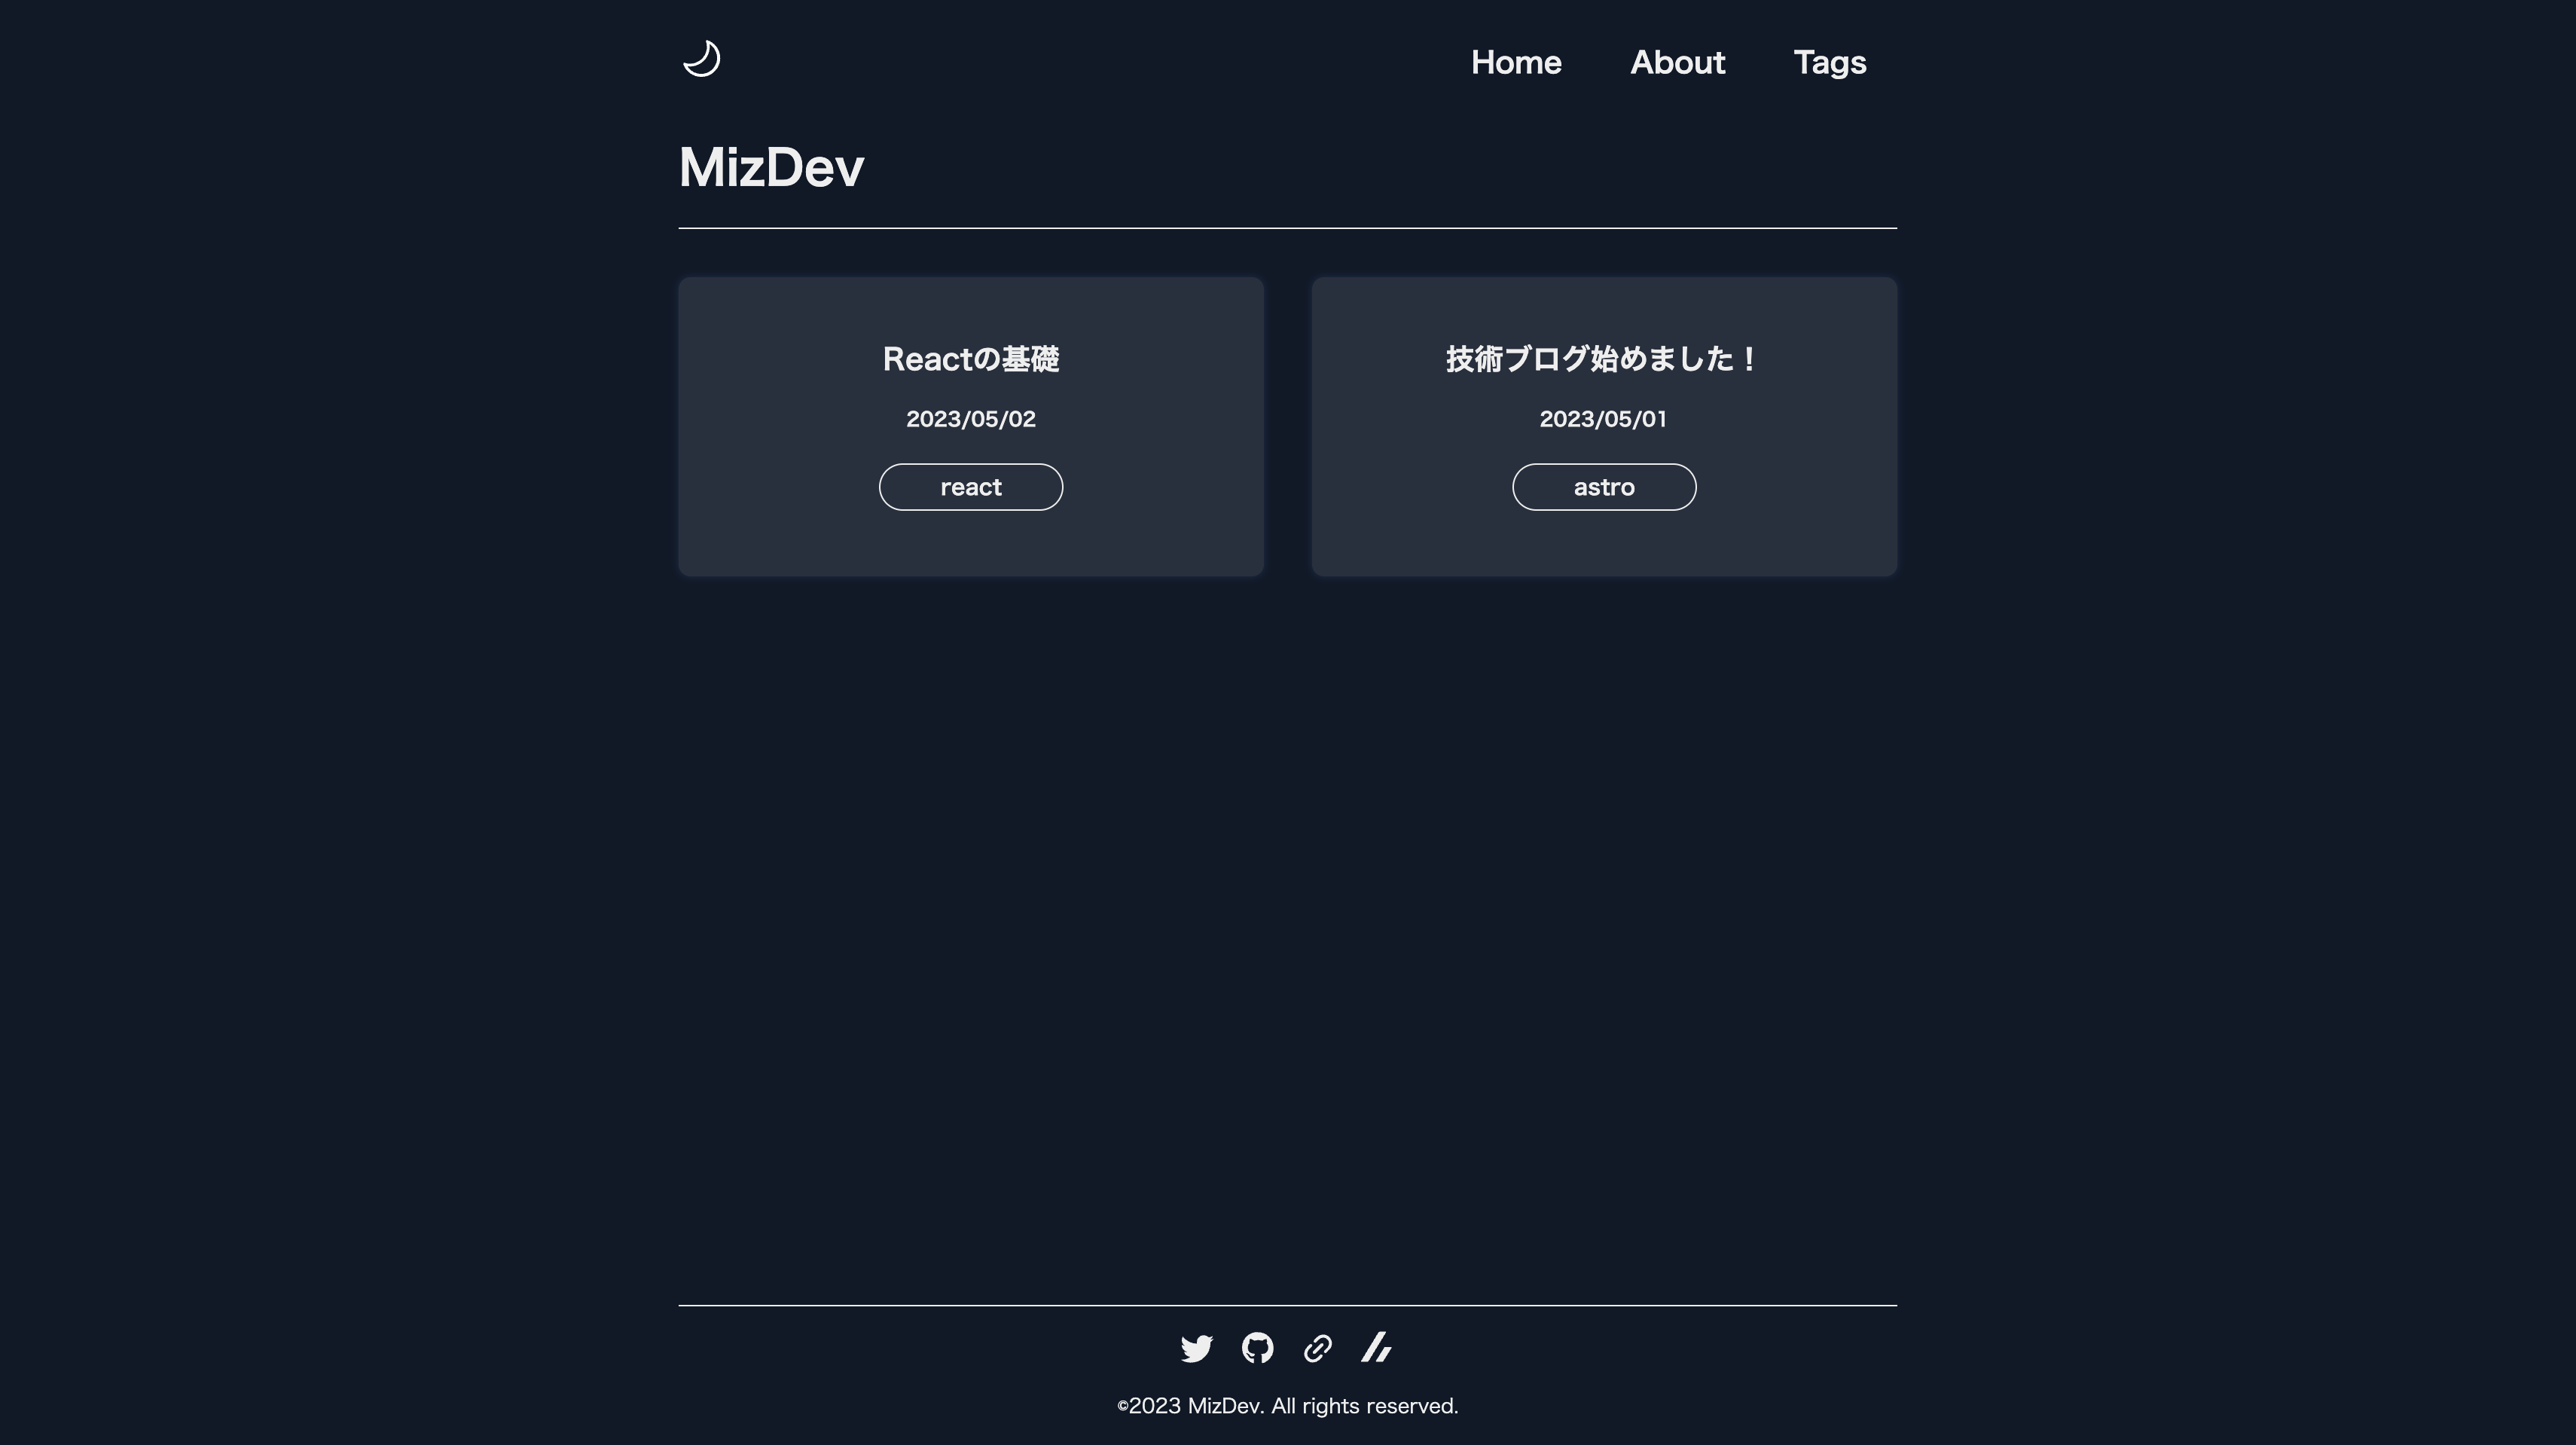 Home About Tags
MizDev
Reactの基礎
2023/05/02
react
技術ブログ始めました！
2023/05/01
astro
©2023 MizDev. All rights reserved.